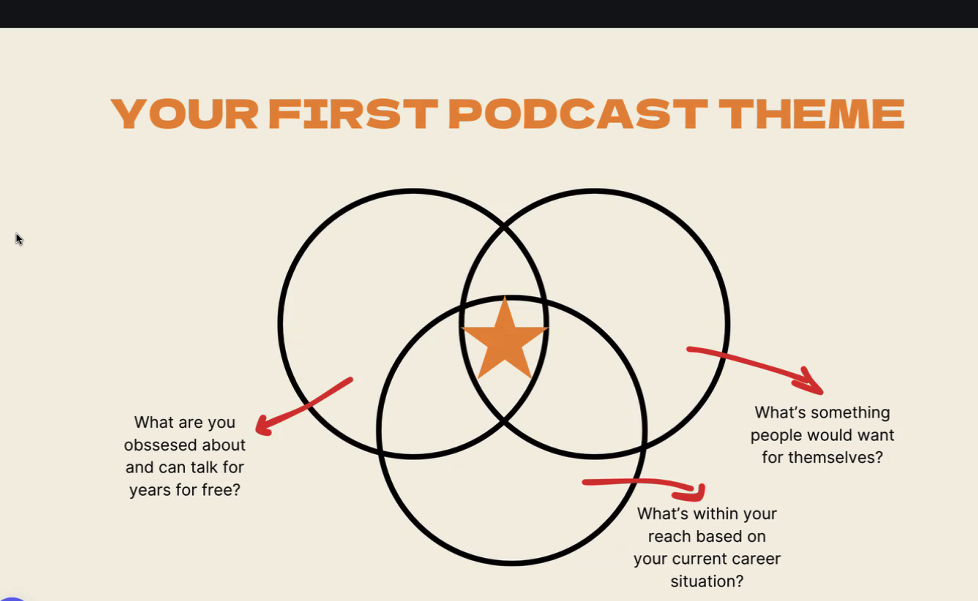 YOUR FIRST PODCAST THEME
What are you
obssesed about
and can talk for
years for free?
What's something
people would want
for themselves?
What's within your
reach based on
your current career
situation?